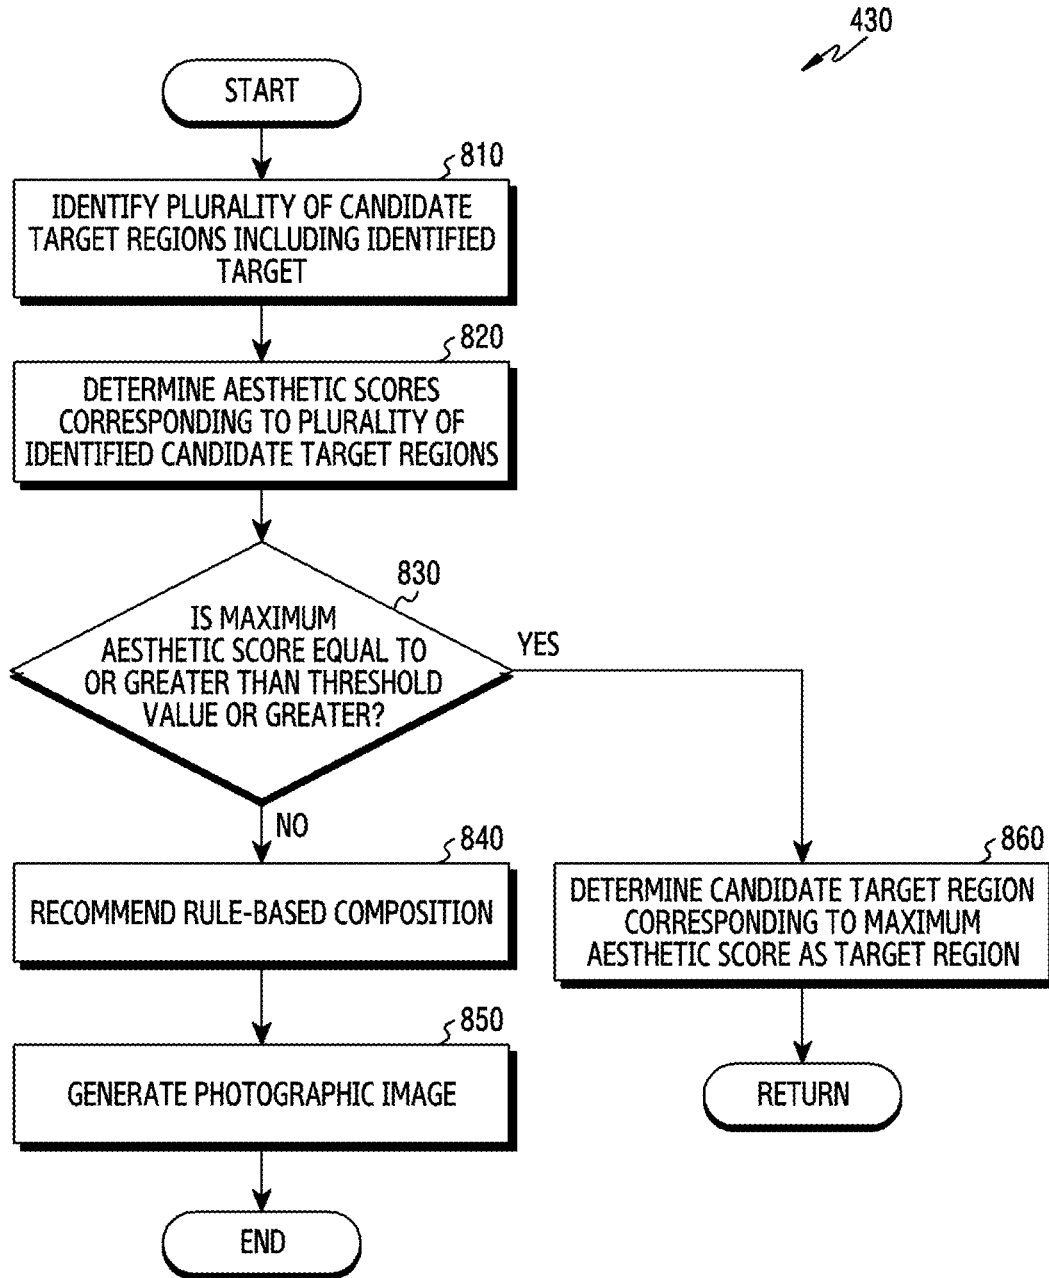 430
START
810
IDENTIFY PLURALITY OF CANDIDATE
TARGET REGIONS INCLUDING IDENTIFIED
TARGET
820
DETERMINE AESTHETIC SCORES
CORRESPONDING TO PLURALITY OF
IDENTIFIED CANDIDATE TARGET REGIONS
830
IS MAXIMUM
AESTHETIC SCORE EQUAL TO
OR GREATER THAN THRESHOLD
VALUE OR GREATER?
YES
NO
840
RECOMMEND RULE-BASED COMPOSITION
850
GENERATE PHOTOGRAPHIC IMAGE
END
860
DETERMINE CANDIDATE TARGET REGION
CORRESPONDING TO MAXIMUM
AESTHETIC SCORE AS TARGET REGION
RETURN